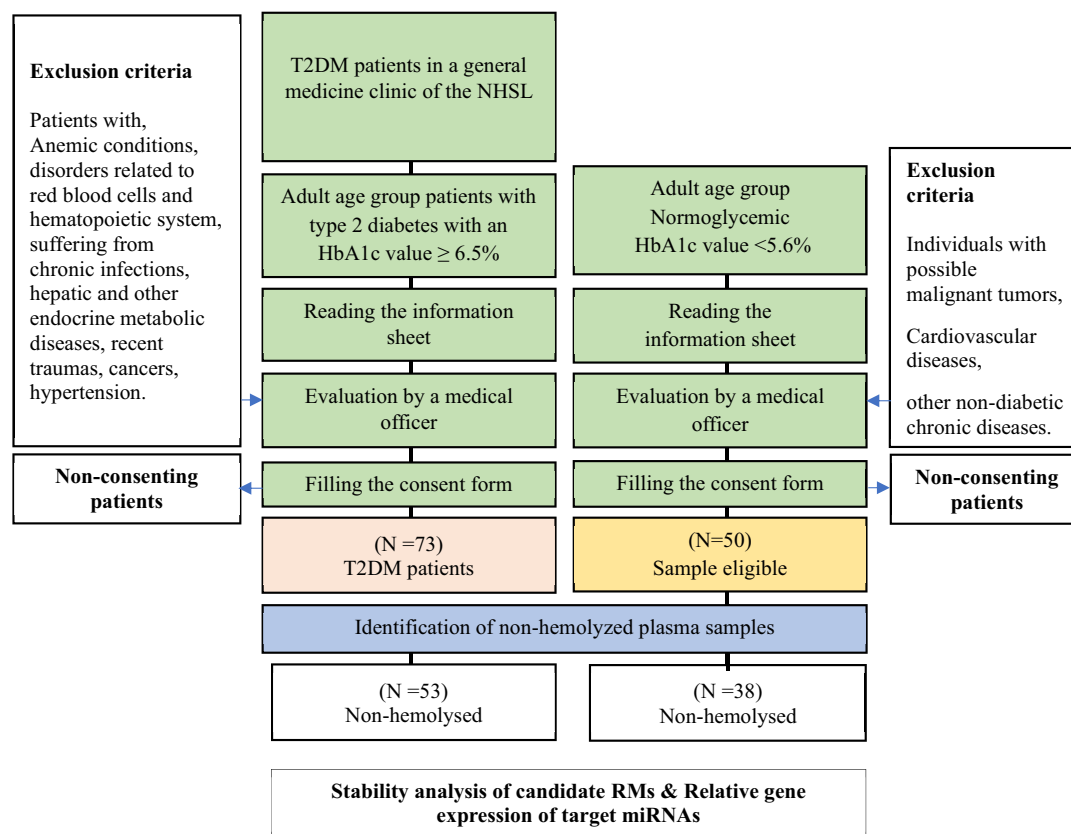 Exclusion criteria
Patients with,
Anemic conditions,
disorders related to
red blood cells and
hematopoietic system,
suffering from
chronic infections,
hepatic and other
endocrine metabolic
diseases, recent
traumas, cancers,
hypertension.
Non-consenting
patients
T2DM patients in a general
medicine clinic of the NHSL
Adult age group patients with
type 2 diabetes with an
HbA1c value ≥ 6.5%
Reading the information
sheet
Evaluation by a medical
officer
Filling the consent form
(N =73)
T2DM patients
Adult age group
Normoglycemic
HbA1c value <5.6%
Reading the
information sheet
Evaluation by a medical
officer
Filling the consent form
(N=50)
Sample eligible
Exclusion
criteria
Individuals with
possible
malignant tumors,
Cardiovascular
diseases,
other non-diabetic
chronic diseases.
Non-consenting
patients
Identification of non-hemolyzed plasma samples
(N =53)
Non-hemolysed
(N =38)
Non-hemolysed
Stability analysis of candidate RMs & Relative gene
expression of target miRNAs